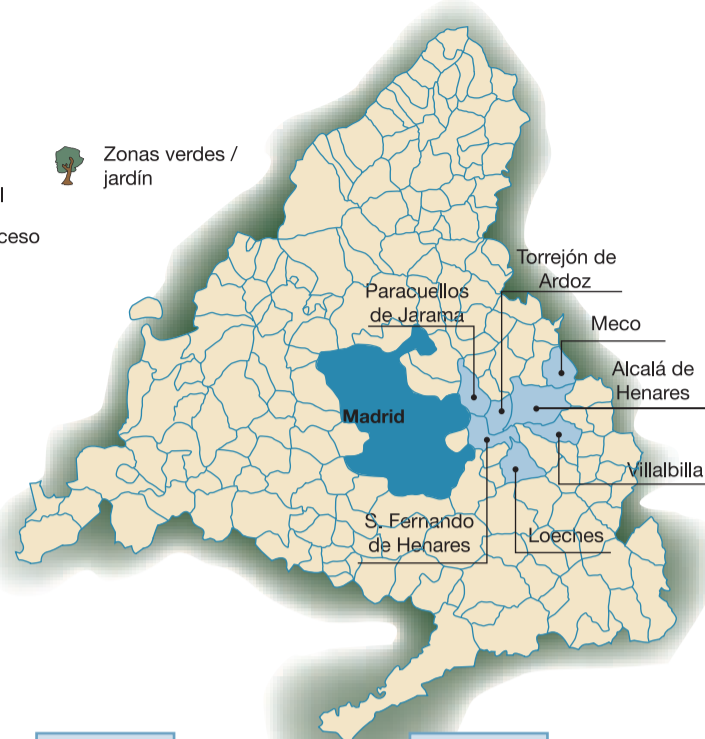 Zonas verdes /
jardín
l
ceso
Torrejón de
Ardoz
Paracuellos
de Jarama
Meco
Alcalá de
Henares
Madrid
Villalbilla
S. Fernando
de Henares
Loeches